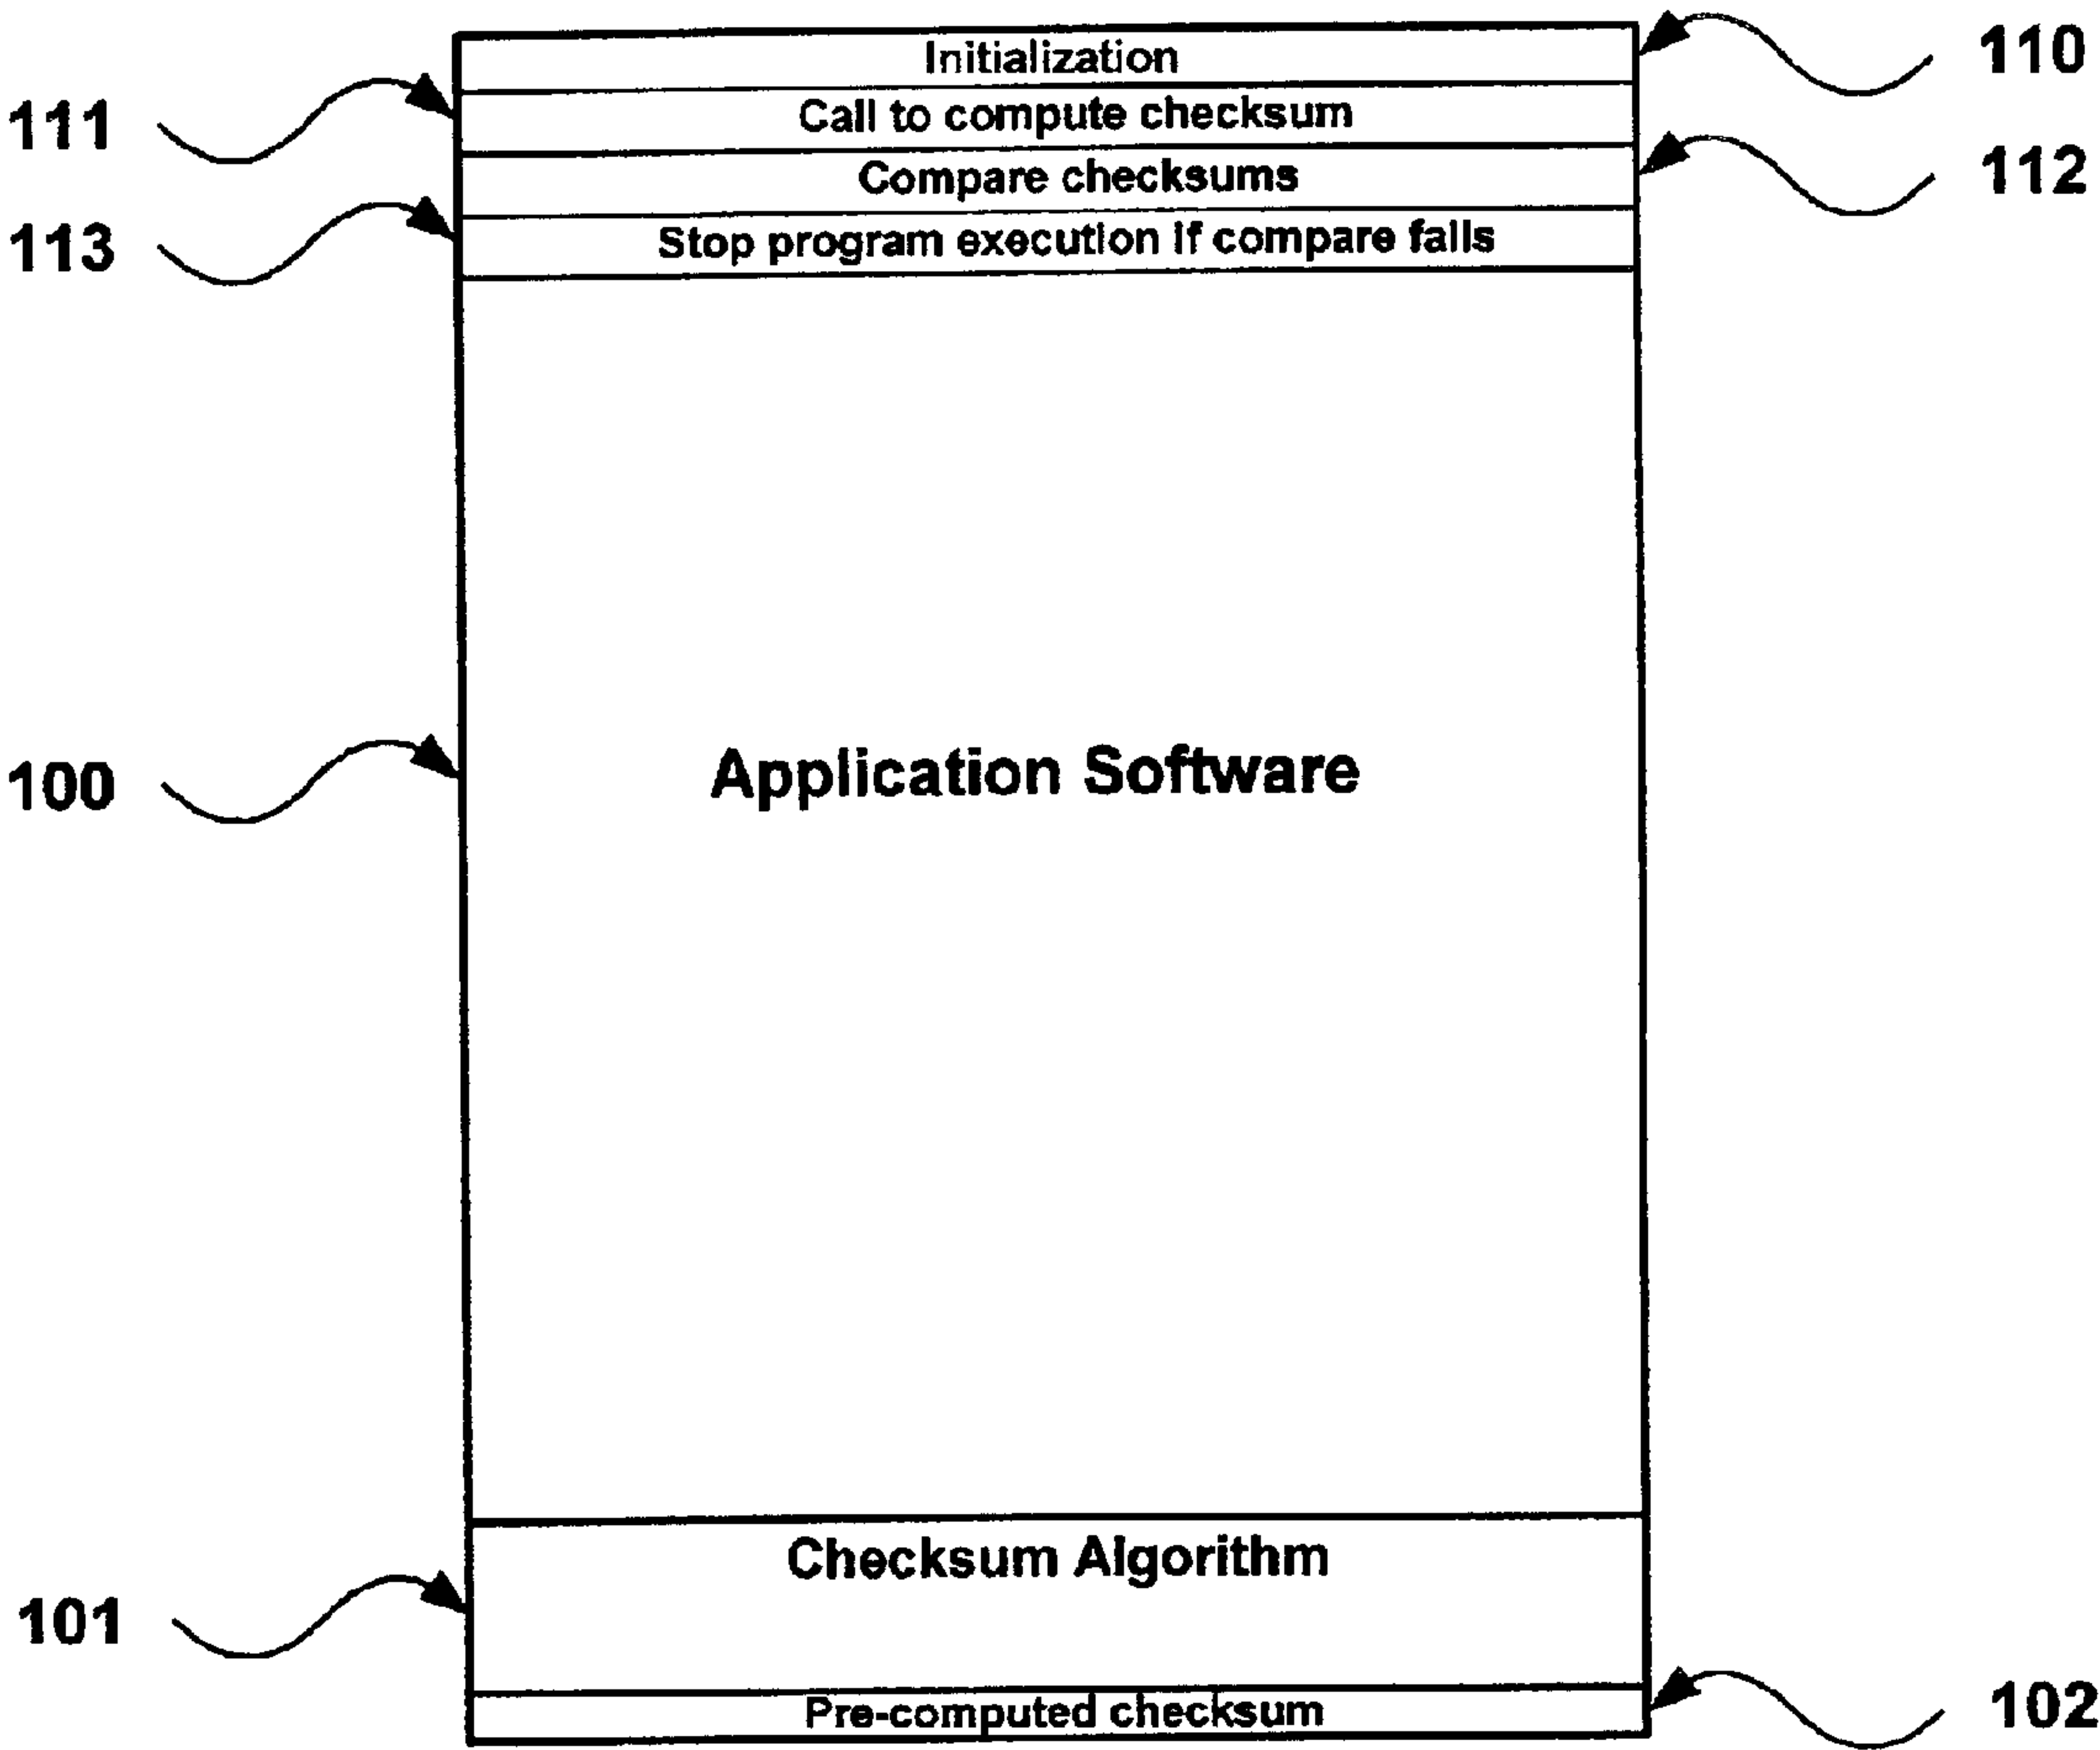 Initialization
110
111
Call to compute checksum
Compare checksums
112
113
Stop program execution if compare fails
100
Application Software
Checksum Algorithm
101
Pre-computed checksum
102